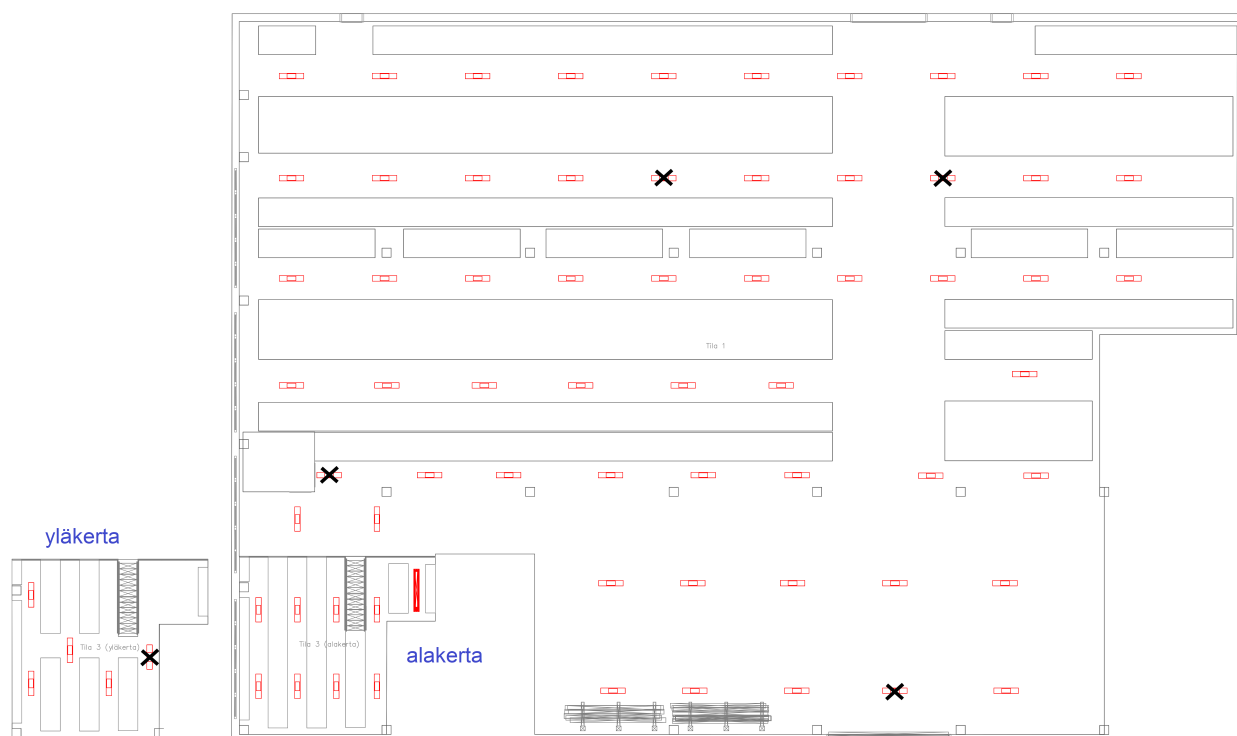 Tila 1
yläkerta
Tila 3 (yläkerta)
Tila 3 (alakerta)
alakerta